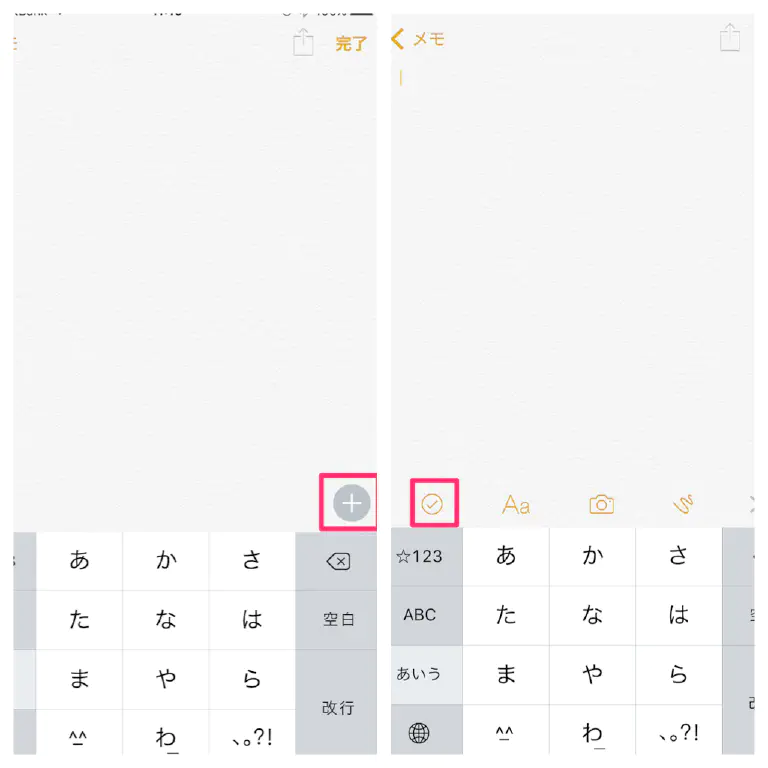 完了
あ か さ
た な は 空白
ま や ら
改行
^^ わ 、。?!
メモ
Aa
☆123 あ か さ
ABC た な は
あいう ま や ら
^^ わ 、。?!